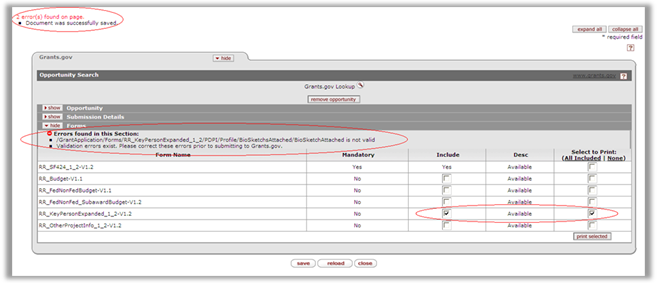 2 error(s) found on page.
Document was successfully saved.
expand all collapse all
* required field
?
Grants.gov
hide
Opportunity Search
www.grants.gov ?
Grants.gov Lookup
remove opportunity
show Opportunity
show Submission Details
hide Forms
Errors found in this Section:
/GrantApplication/Forms/RR_KeyPersonExpanded_1_2/PDPI/Profile/BioSketchsAttached/BioSketchAttached is not valid
Validation errors exist. Please correct these errors prior to submitting to Grants.gov.
Form Name Mandatory Include Desc Select to Print: (All Included | None)
RR_SF424_1_2-V1.2 Yes Yes Available
RR_Budget-V1.1 No Available
RR_FedNonFedBudget-V1.1 No Available
RR_FedNonFed_SubawardBudget-V1.2 No Available
RR_KeyPersonExpanded_1_2-V1.2 No Available
RR_OtherProjectInfo_1_2-V1.2 No Available
print selected
save reload close